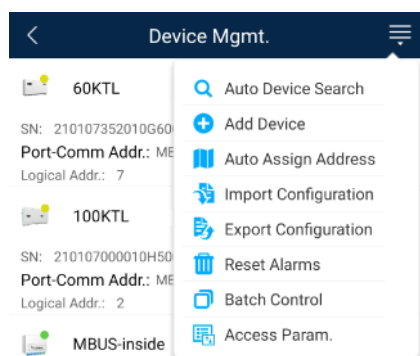 Device Mgmt.
60KTL
SN: 210107352010G60
Port-Comm Addr.: ME
Logical Addr.: 7
100KTL
SN: 210107000010H50
Port-Comm Addr.: ME
Logical Addr.: 2
MBUS-inside
Auto Device Search
Add Device
Auto Assign Address
Import Configuration
Export Configuration
Reset Alarms
Batch Control
Access Param.